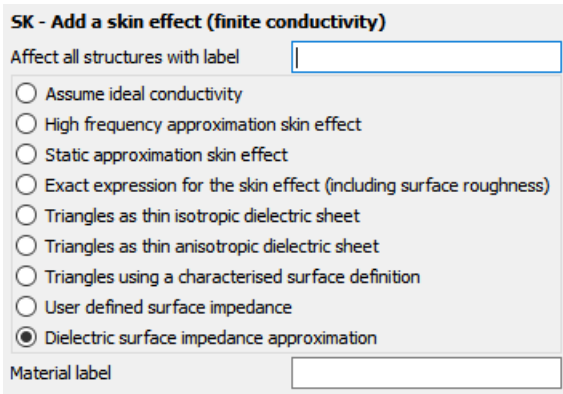 SK - Add a skin effect (finite conductivity)
Affect all structures with label
Assume ideal conductivity
High frequency approximation skin effect
Static approximation skin effect
Exact expression for the skin effect (including surface roughness)
Triangles as thin isotropic dielectric sheet
Triangles as thin anisotropic dielectric sheet
Triangles using a characterised surface definition
User defined surface impedance
Dielectric surface impedance approximation
Material label